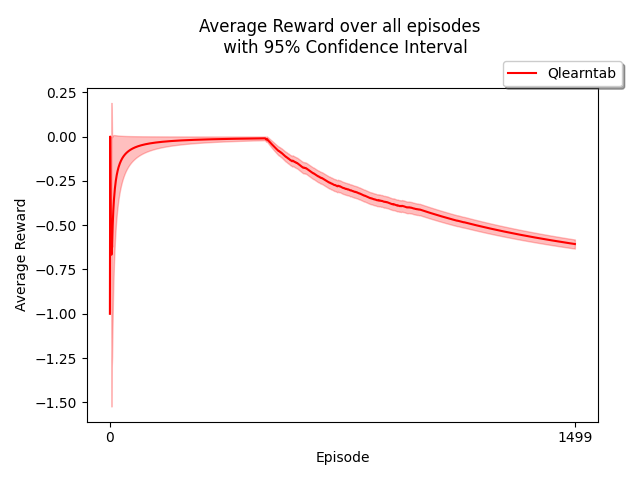 Average Reward over all episodes
with 95% Confidence Interval
Qlearntab
0.25
0.00
−0.25
−0.50
−0.75
−1.00
−1.25
−1.50
Average Reward
0
1499
Episode